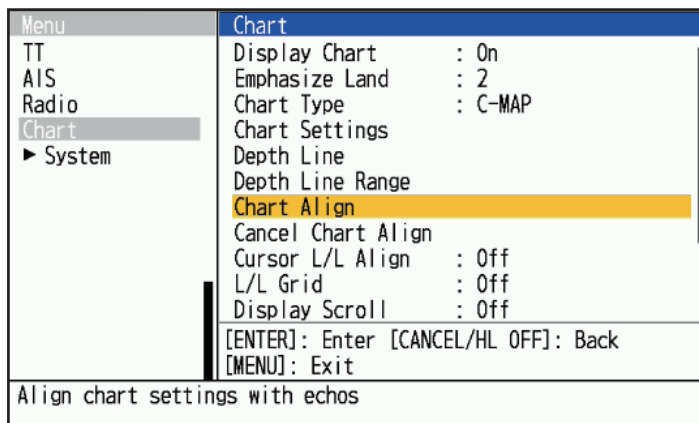 Menu
TT
AIS
Radio
Chart
► System
Chart
Display Chart : On
Emphasize Land : 2
Chart Type : C-MAP
Chart Settings
Depth Line
Depth Line Range
Chart Align
Cancel Chart Align
Cursor L/L Align : Off
L/L Grid : Off
Display Scroll : Off
[ENTER]: Enter [CANCEL/HL OFF]: Back
[MENU]: Exit
Align chart settings with echos